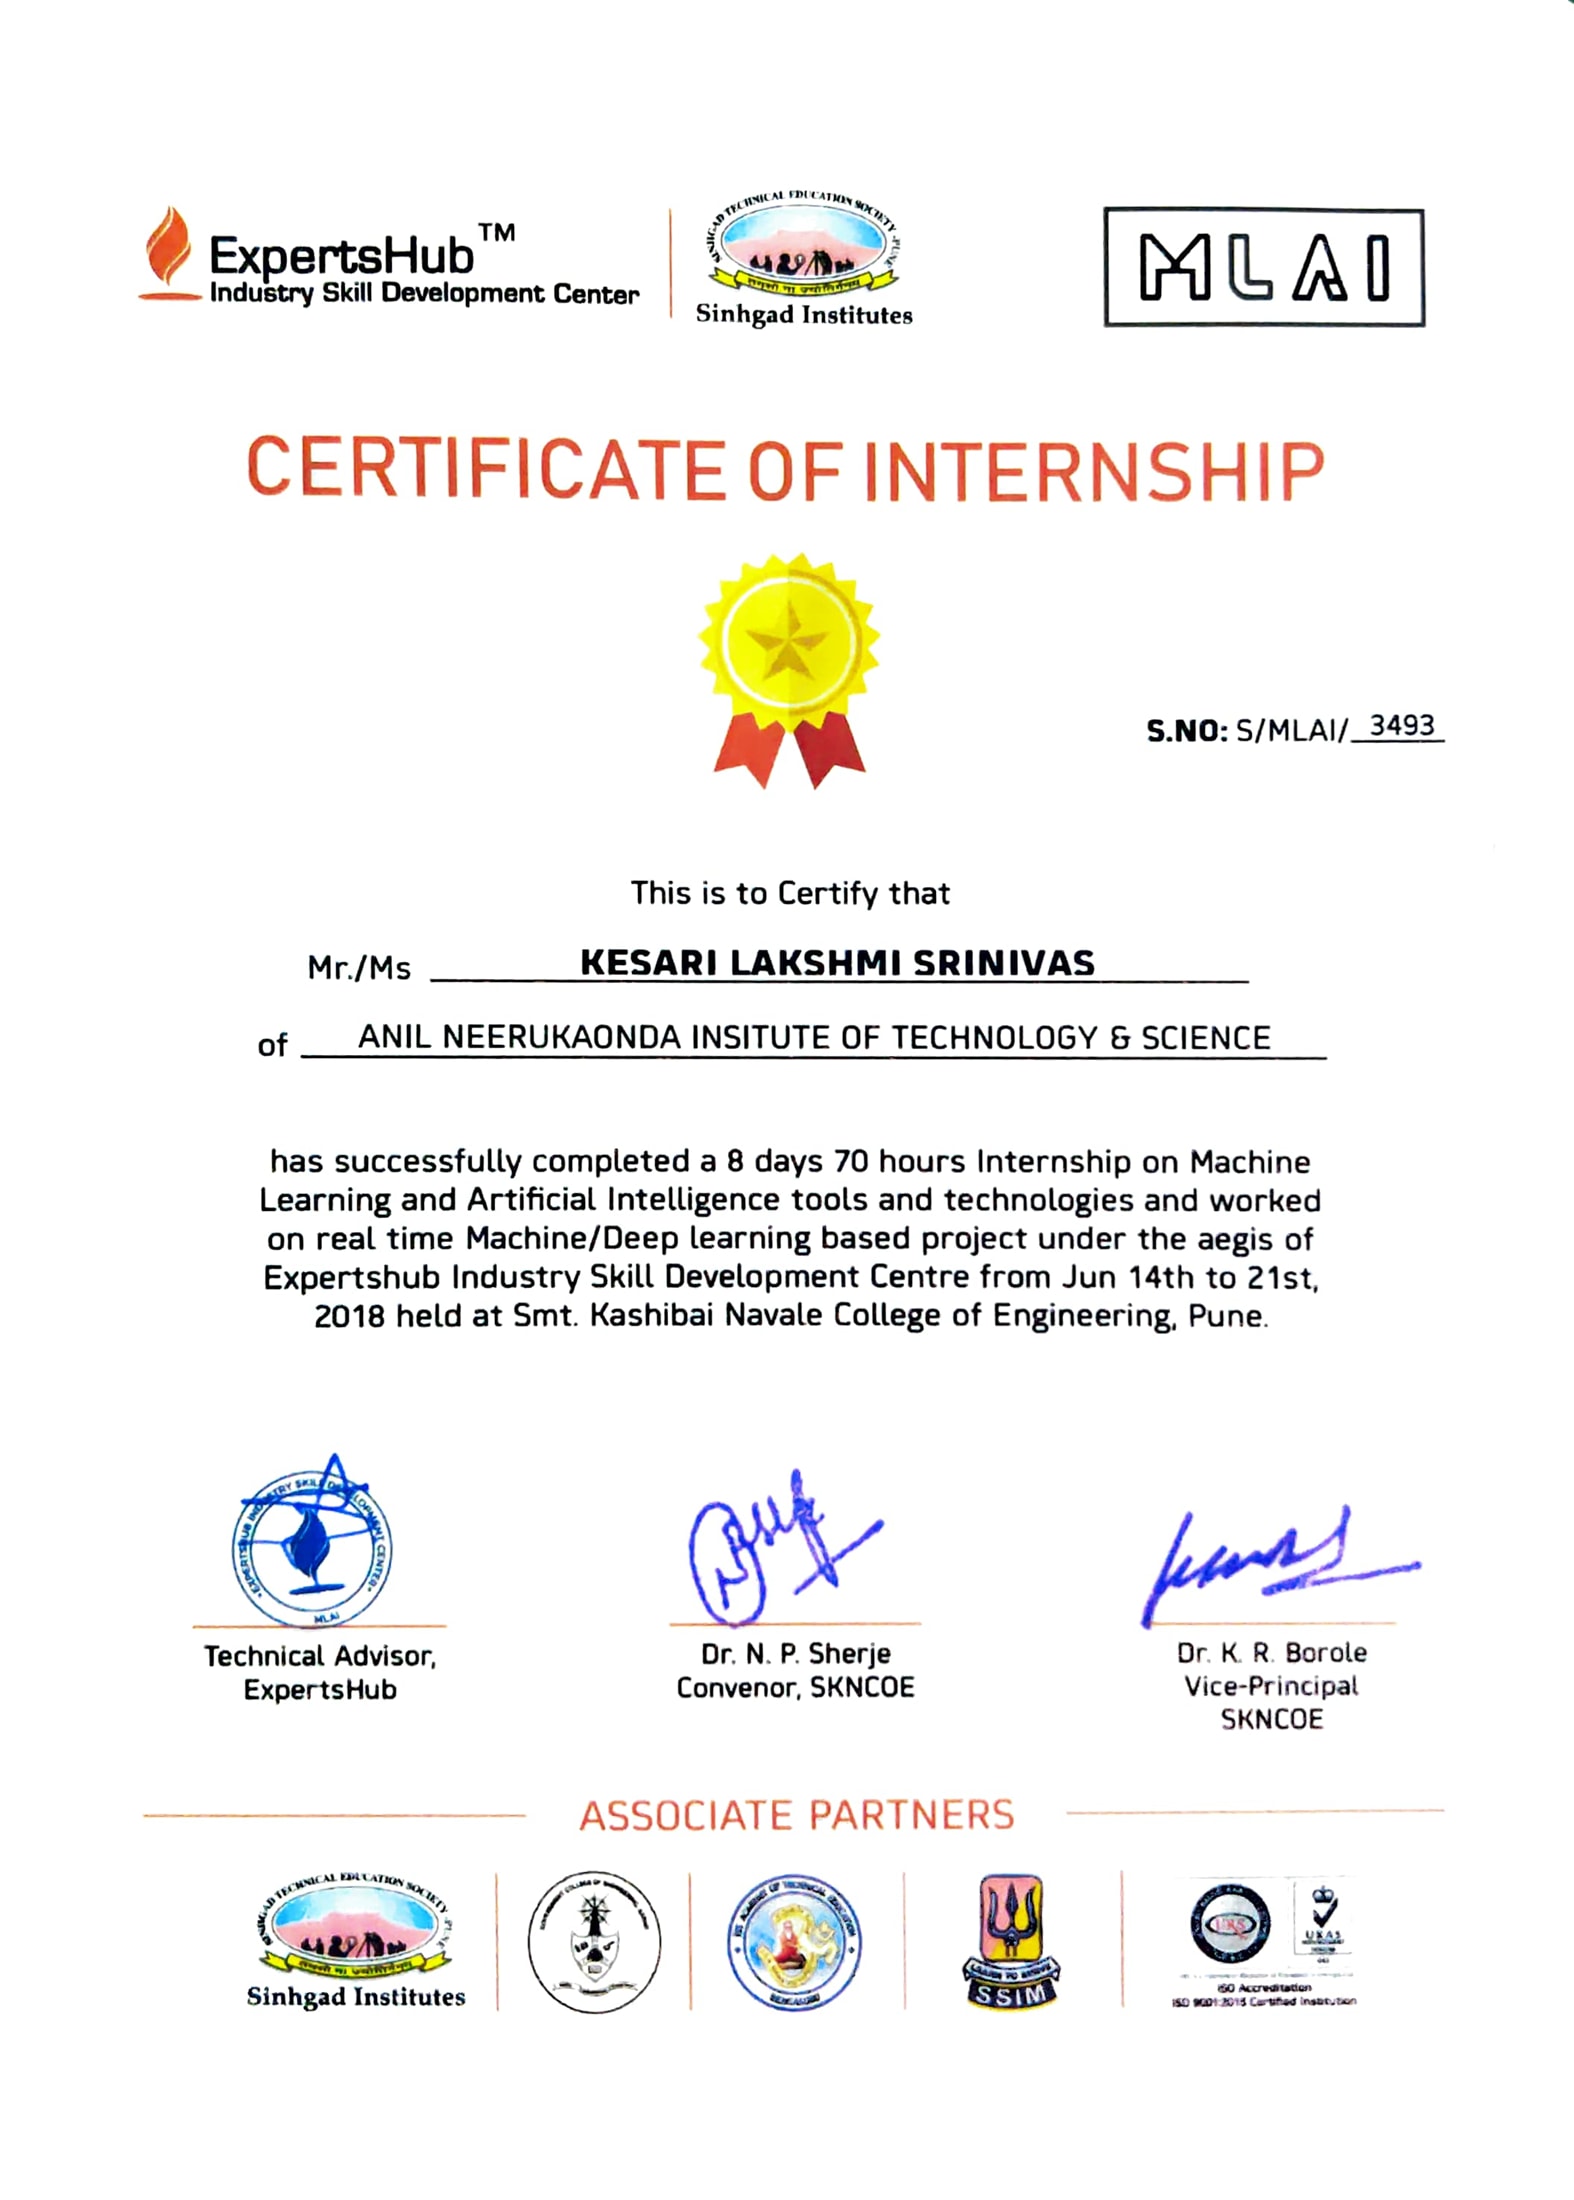 ExpertsHub™
Industry Skill Development Center
SINHGAD TECHNICAL EDUCATION SOCIETY - PUNE
Sinhgad Institutes
MLAI
CERTIFICATE OF INTERNSHIP
S.NO: S/MLAI/ 3493
This is to Certify that
Mr./Ms KESARI LAKSHMI SRINIVAS
of ANIL NEERUKAONDA INSITUTE OF TECHNOLOGY & SCIENCE
has successfully completed a 8 days 70 hours Internship on Machine
Learning and Artificial Intelligence tools and technologies and worked
on real time Machine/Deep learning based project under the aegis of
Expertshub Industry Skill Development Centre from Jun 14th to 21st,
2018 held at Smt. Kashibai Navale College of Engineering, Pune.
EXPERTSHUB INDUSTRY SKILL DEVELOPMENT CENTER
MLAI
Technical Advisor,
ExpertsHub
Dr. N. P. Sherje
Convenor, SKNCOE
Dr. K. R. Borole
Vice-Principal
SKNCOE
ASSOCIATE PARTNERS
SINHGAD TECHNICAL EDUCATION SOCIETY - PUNE
Sinhgad Institutes
ACADEMY OF TECHNICAL EDUCATION
BENGALURU
SSIM
URS
UKAS
ISO Accreditation
ISO 9001:2015 Certified Institution